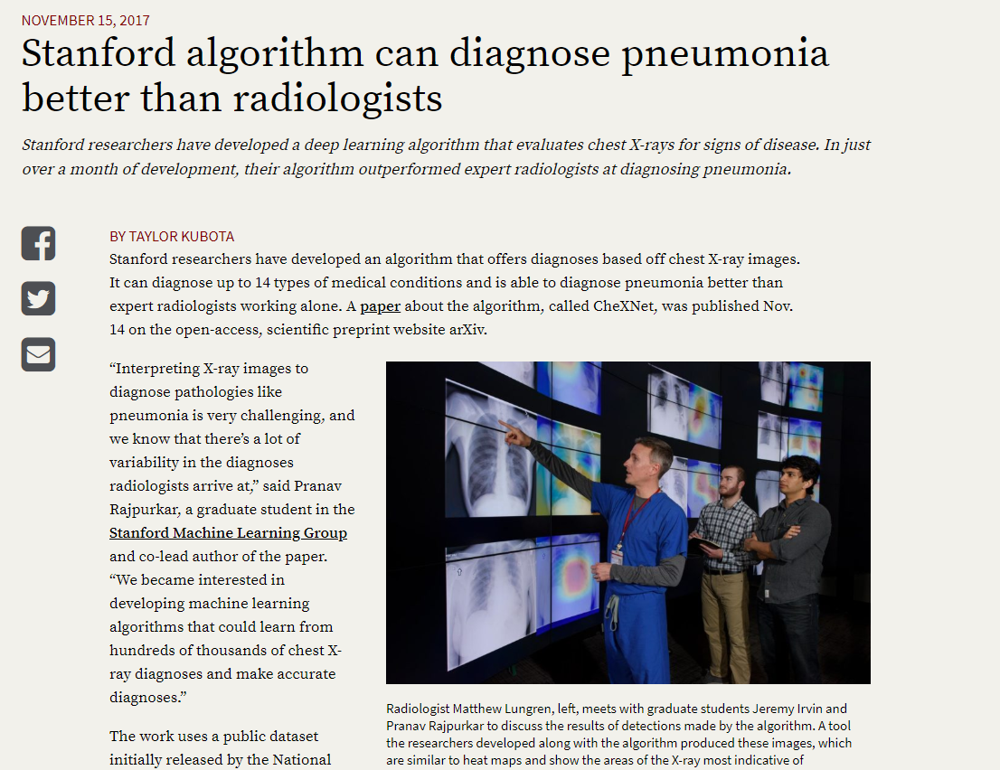 NOVEMBER 15, 2017
Stanford algorithm can diagnose pneumonia
better than radiologists
Stanford researchers have developed a deep learning algorithm that evaluates chest X-rays for signs of disease. In just
over a month of development, their algorithm outperformed expert radiologists at diagnosing pneumonia.
BY TAYLOR KUBOTA
Stanford researchers have developed an algorithm that offers diagnoses based off chest X-ray images.
It can diagnose up to 14 types of medical conditions and is able to diagnose pneumonia better than
expert radiologists working alone. A paper about the algorithm, called CheXNet, was published Nov.
14 on the open-access, scientific preprint website arXiv.
“Interpreting X-ray images to
diagnose pathologies like
pneumonia is very challenging, and
we know that there’s a lot of
variability in the diagnoses
radiologists arrive at,” said Pranav
Rajpurkar, a graduate student in the
Stanford Machine Learning Group
and co-lead author of the paper.
“We became interested in
developing machine learning
algorithms that could learn from
hundreds of thousands of chest X-
ray diagnoses and make accurate
diagnoses.”
The work uses a public dataset
initially released by the National
Radiologist Matthew Lungren, left, meets with graduate students Jeremy Irvin and
Pranav Rajpurkar to discuss the results of detections made by the algorithm. A tool
the researchers developed along with the algorithm produced these images, which
are similar to heat maps and show the areas of the X-ray most indicative of